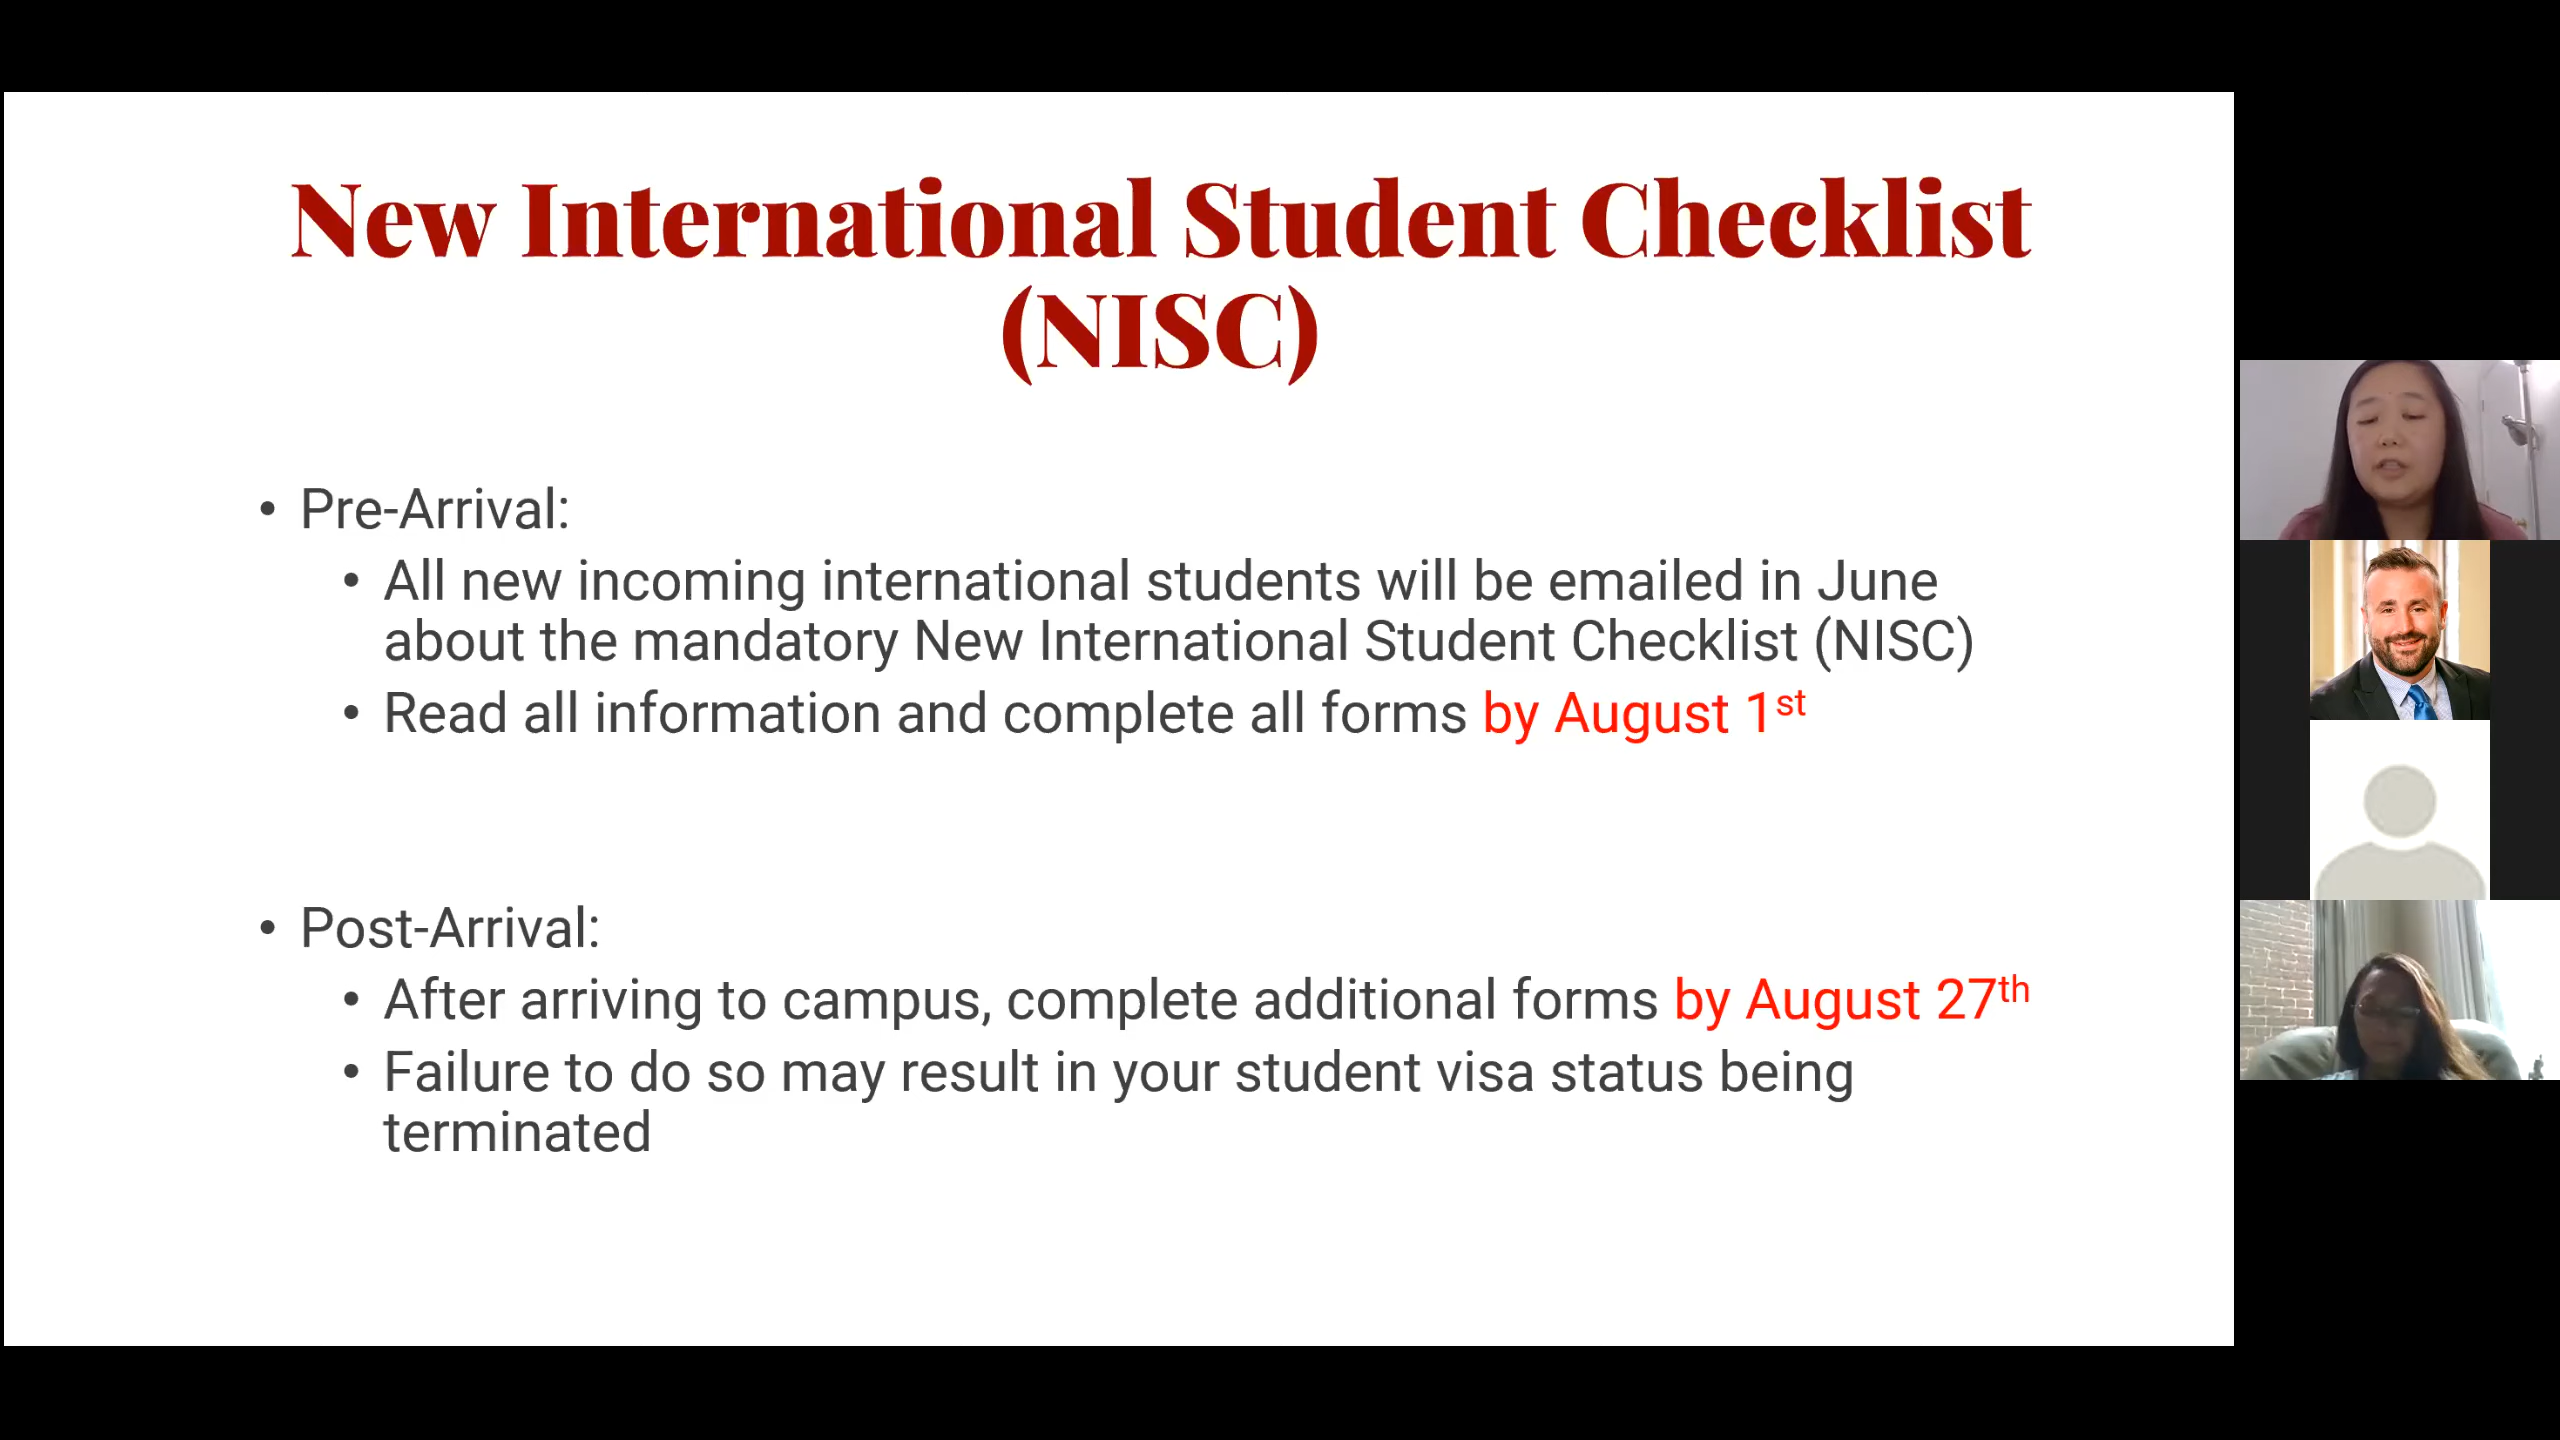 New International Student Checklist
(NISC)
• Pre-Arrival:
• All new incoming international students will be emailed in June
about the mandatory New International Student Checklist (NISC)
• Read all information and complete all forms by August 1st
• Post-Arrival:
• After arriving to campus, complete additional forms by August 27th
• Failure to do so may result in your student visa status being
terminated